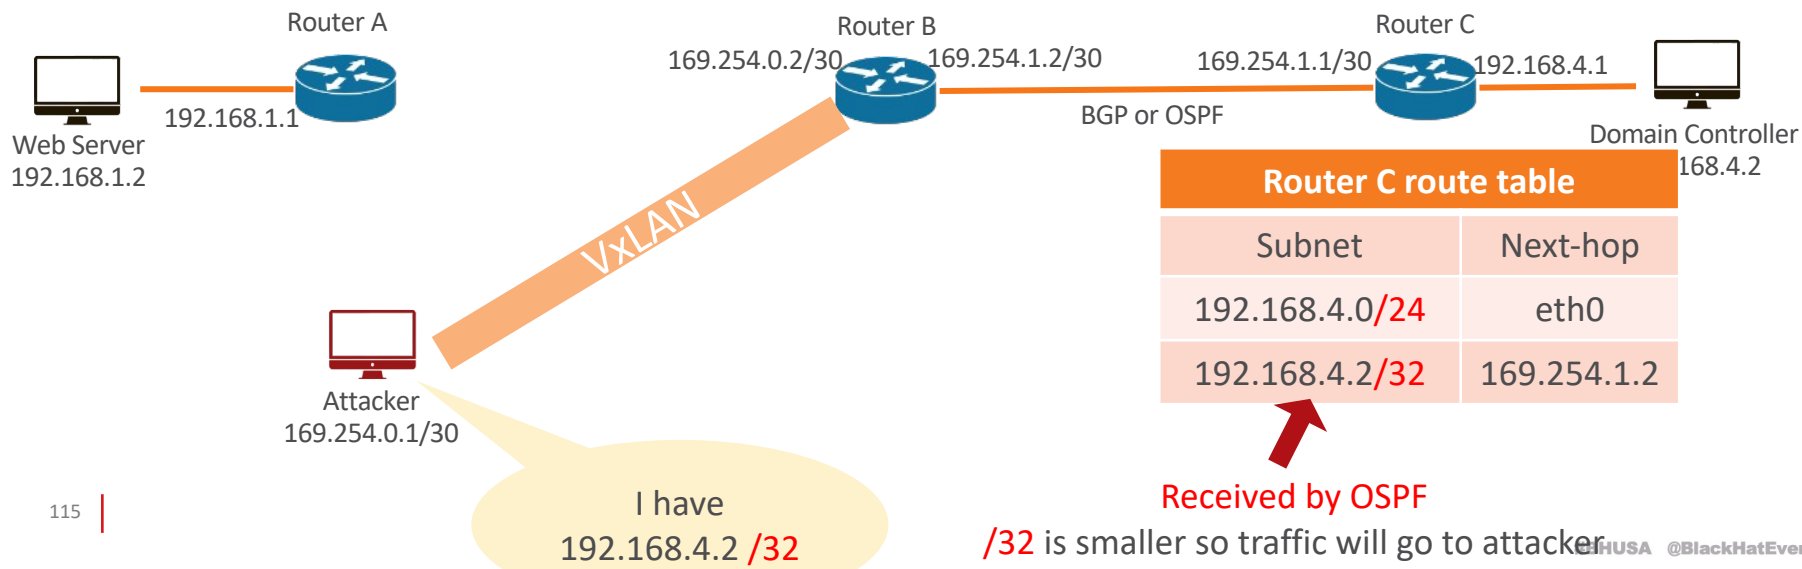 Router A
Router B
Router C
169.254.0.2/30
169.254.1.2/30
169.254.1.1/30
192.168.4.1
192.168.1.1
BGP or OSPF
Web Server
192.168.1.2
Domain Controller
168.4.2
VxLAN
Router C route table
Subnet Next-hop
192.168.4.0/24 eth0
192.168.4.2/32 169.254.1.2
Attacker
169.254.0.1/30
I have
192.168.4.2 /32
Received by OSPF
/32 is smaller so traffic will go to attacker
115
HUSA @BlackHatEven